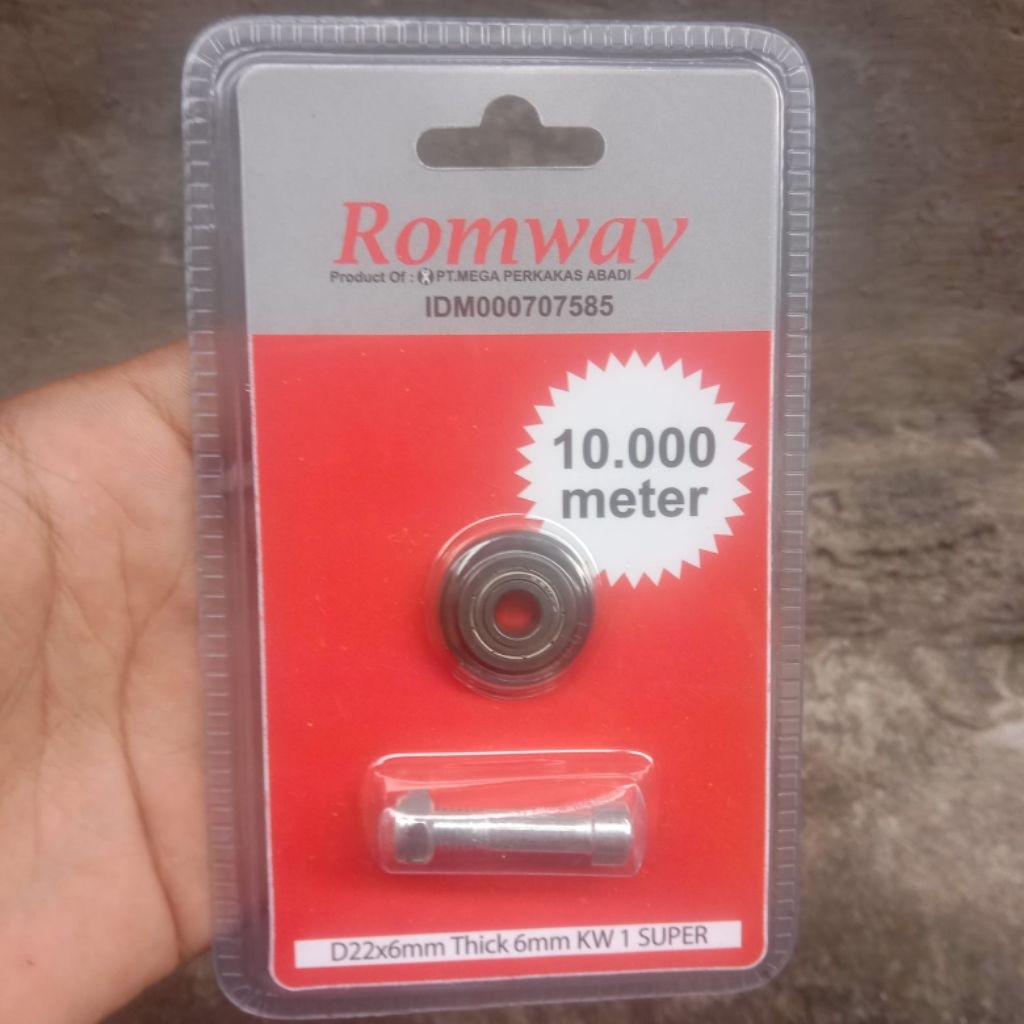 Romway
Product Of : PT.MEGA PERKAKAS ABADI
IDM000707585
10.000
meter
D22x6mm Thick 6mm KW 1 SUPER